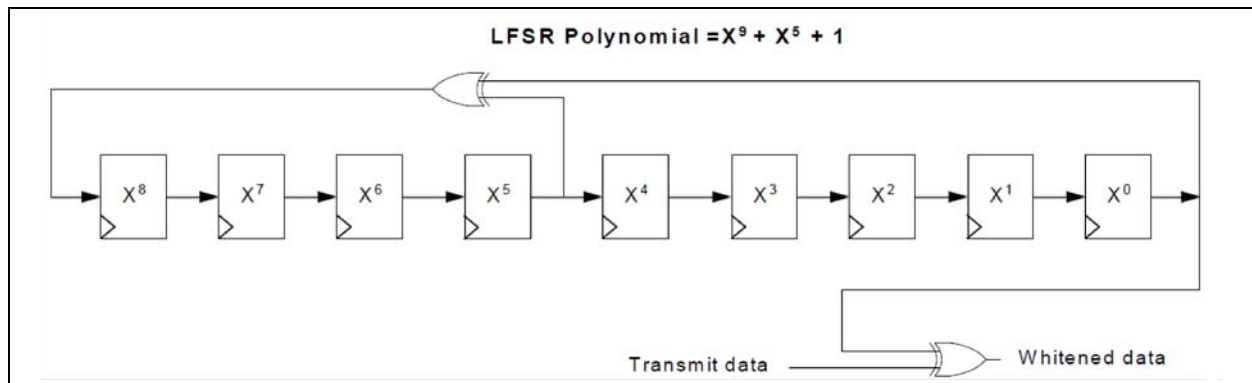 LFSR Polynomial =X⁹ + X⁵ + 1
X⁸ X⁷ X⁶ X⁵ X⁴ X³ X² X¹ X⁰
Transmit data
Whitened data